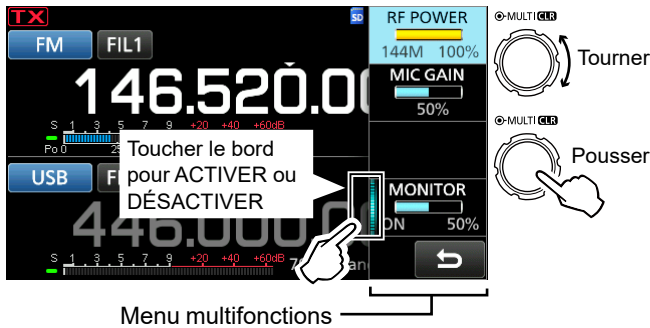 TX
SD
RF POWER
144M 100%
FM FIL1
146.520.0
MIC GAIN
50%
S 1 3 5 7 9 +20 +40 +60dB
Po 0
Toucher le bord
pour ACTIVER ou
DÉSACTIVER
USB
446.000.0
MONITOR
ON 50%
S 1 3 5 7 9 +20 +40 +60dB
MULTI CLR
Tourner
MULTI CLR
Pousser
Menu multifonctions